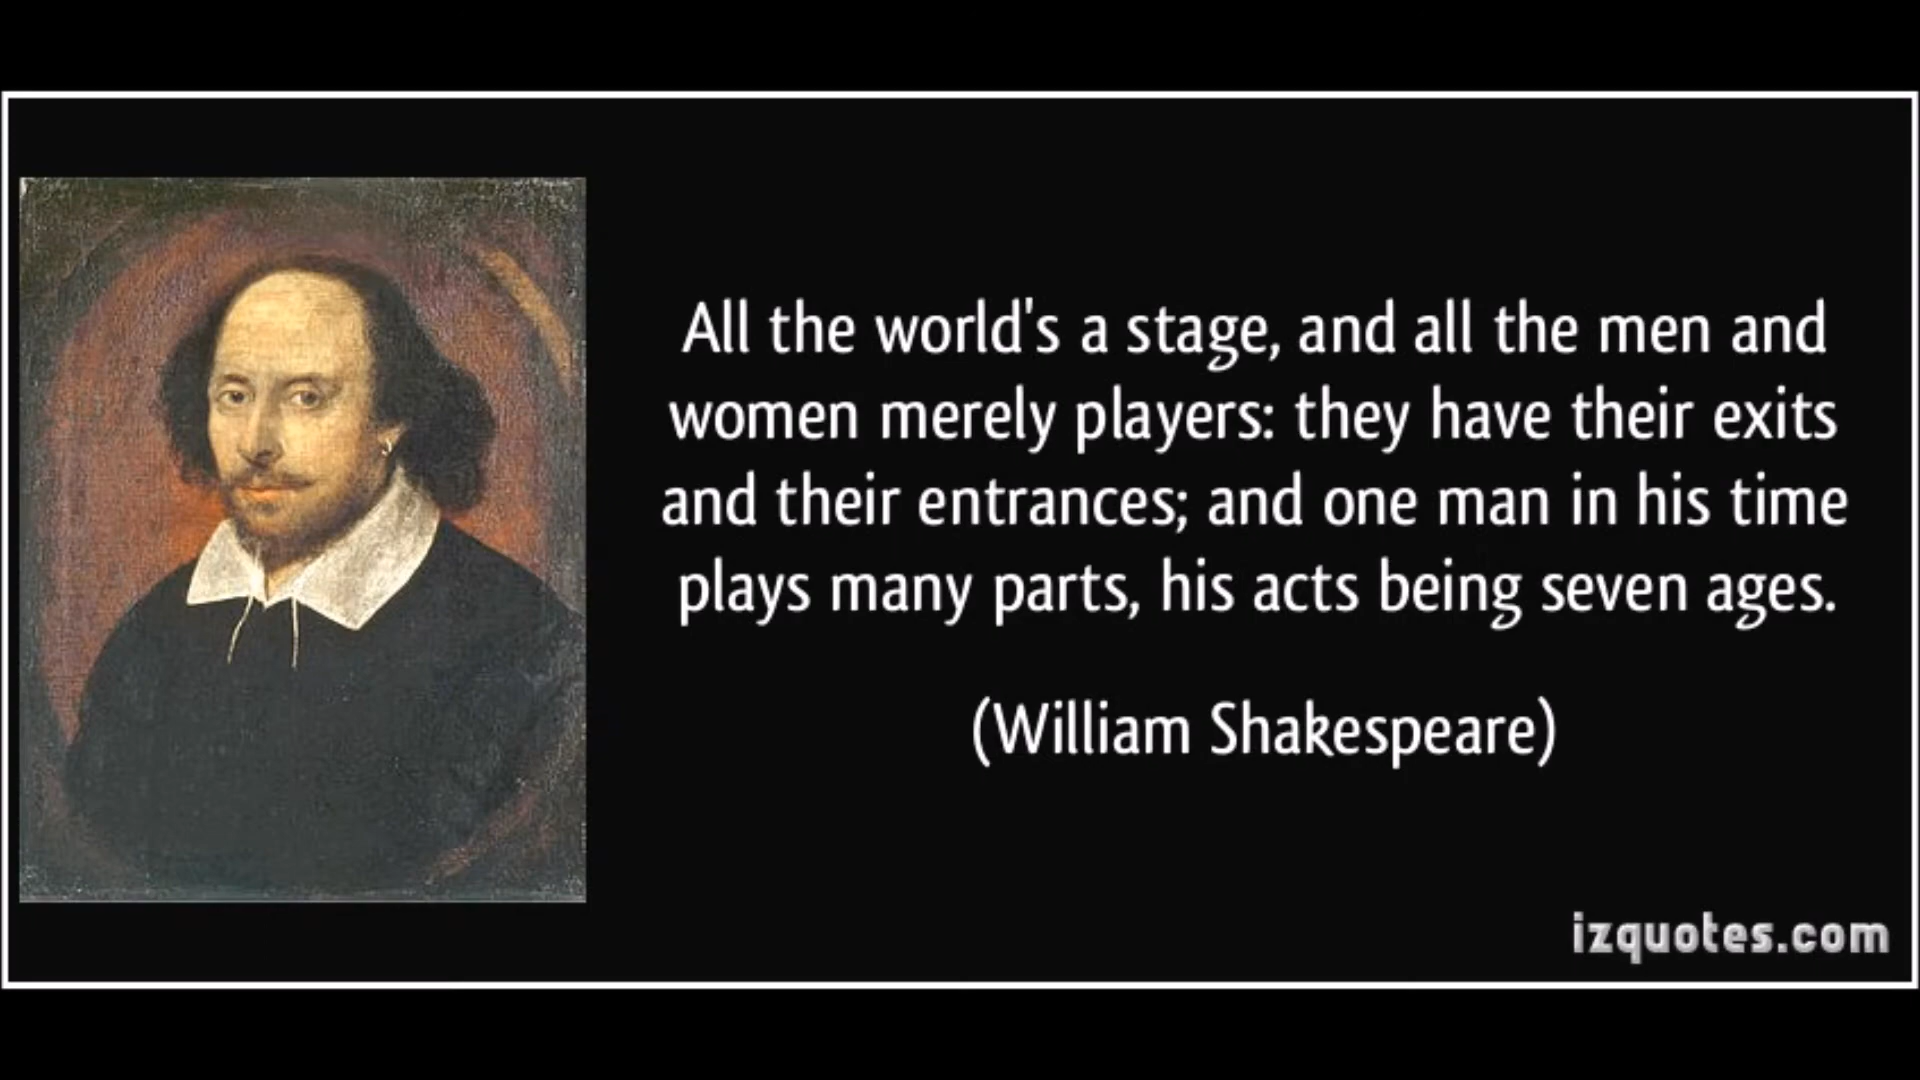 All the world's a stage, and all the men and
women merely players: they have their exits
and their entrances; and one man in his time
plays many parts, his acts being seven ages.
(William Shakespeare)
izquotes.com